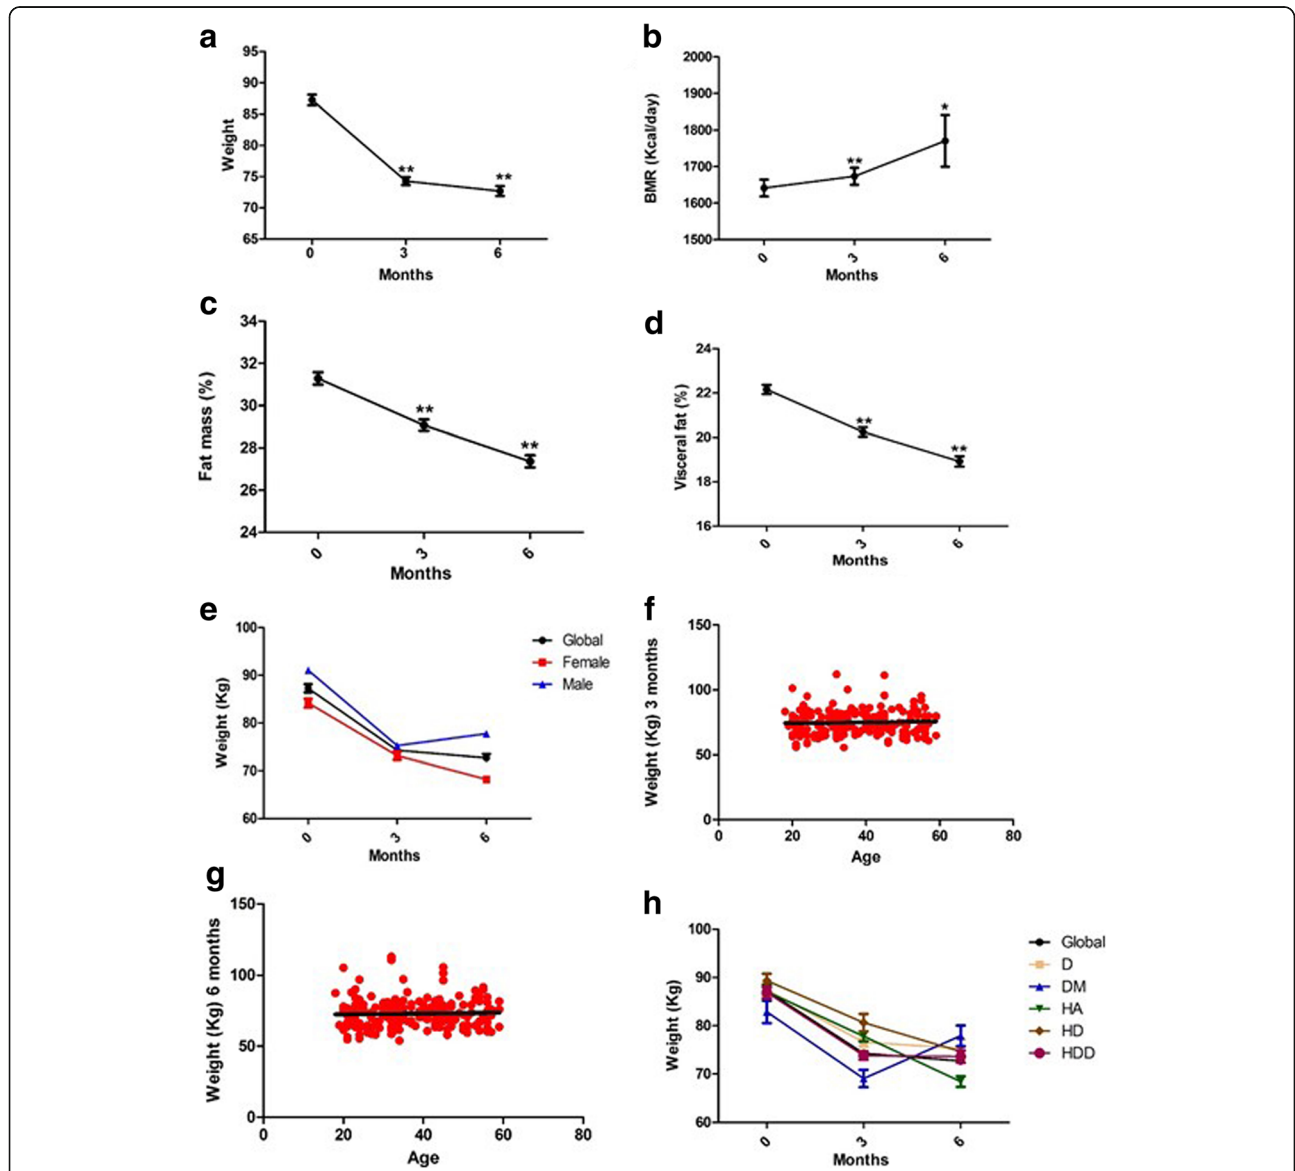 a
95
90
85
80
75
70
65
Weight
**
**
0 3 6
Months
b
2000
1900
1800
1700
1600
1500
BMR (Kcal/day)
**
*
0 3 6
Months
c
34
32
30
28
26
24
Fat mass (%)
**
**
0 3 6
Months
d
24
22
20
18
16
Visceral fat (%)
**
**
0 3 6
Months
e
100
90
80
70
60
Weight (Kg)
0 3 6
Months
Global
Female
Male
f
150
100
50
0
Weight (Kg) 3 months
0 20 40 60 80
Age
g
150
100
50
0
Weight (Kg) 6 months
0 20 40 60 80
Age
h
100
90
80
70
60
Weight (Kg)
0 3 6
Months
Global
D
DM
HA
HD
HDD